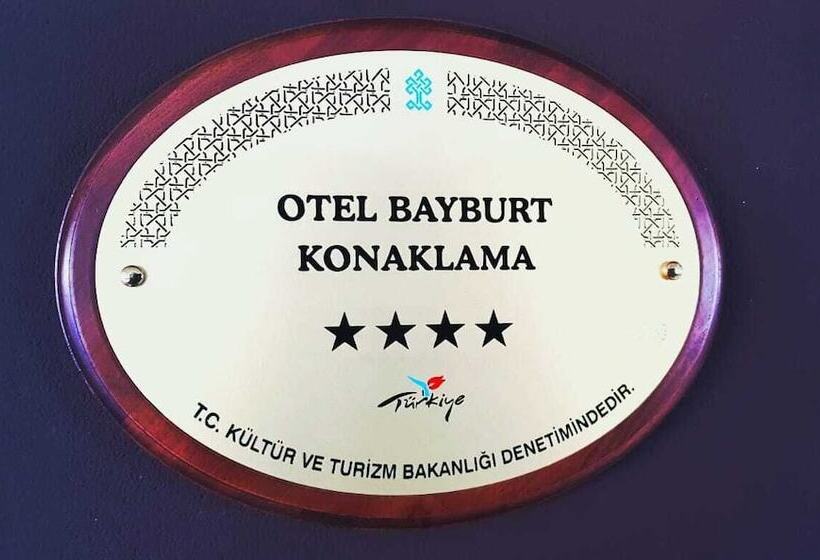 OTEL BAYBURT
KONAKLAMA
Türkiye
T.C. KÜLTÜR VE TURİZM BAKANLIĞI DENETİMİNDEDİR.